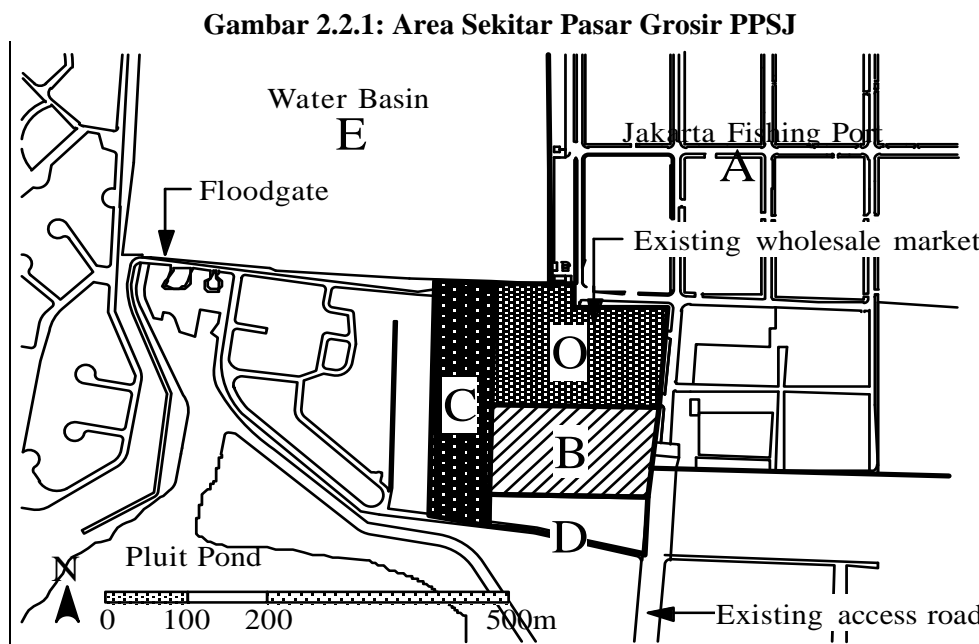 Gambar 2.2.1: Area Sekitar Pasar Grosir PPSJ
Water Basin
E
Jakarta Fishing Port
A
Floodgate
Existing wholesale market
O
C
B
D
Pluit Pond
N
0 100 200 500m
Existing access road